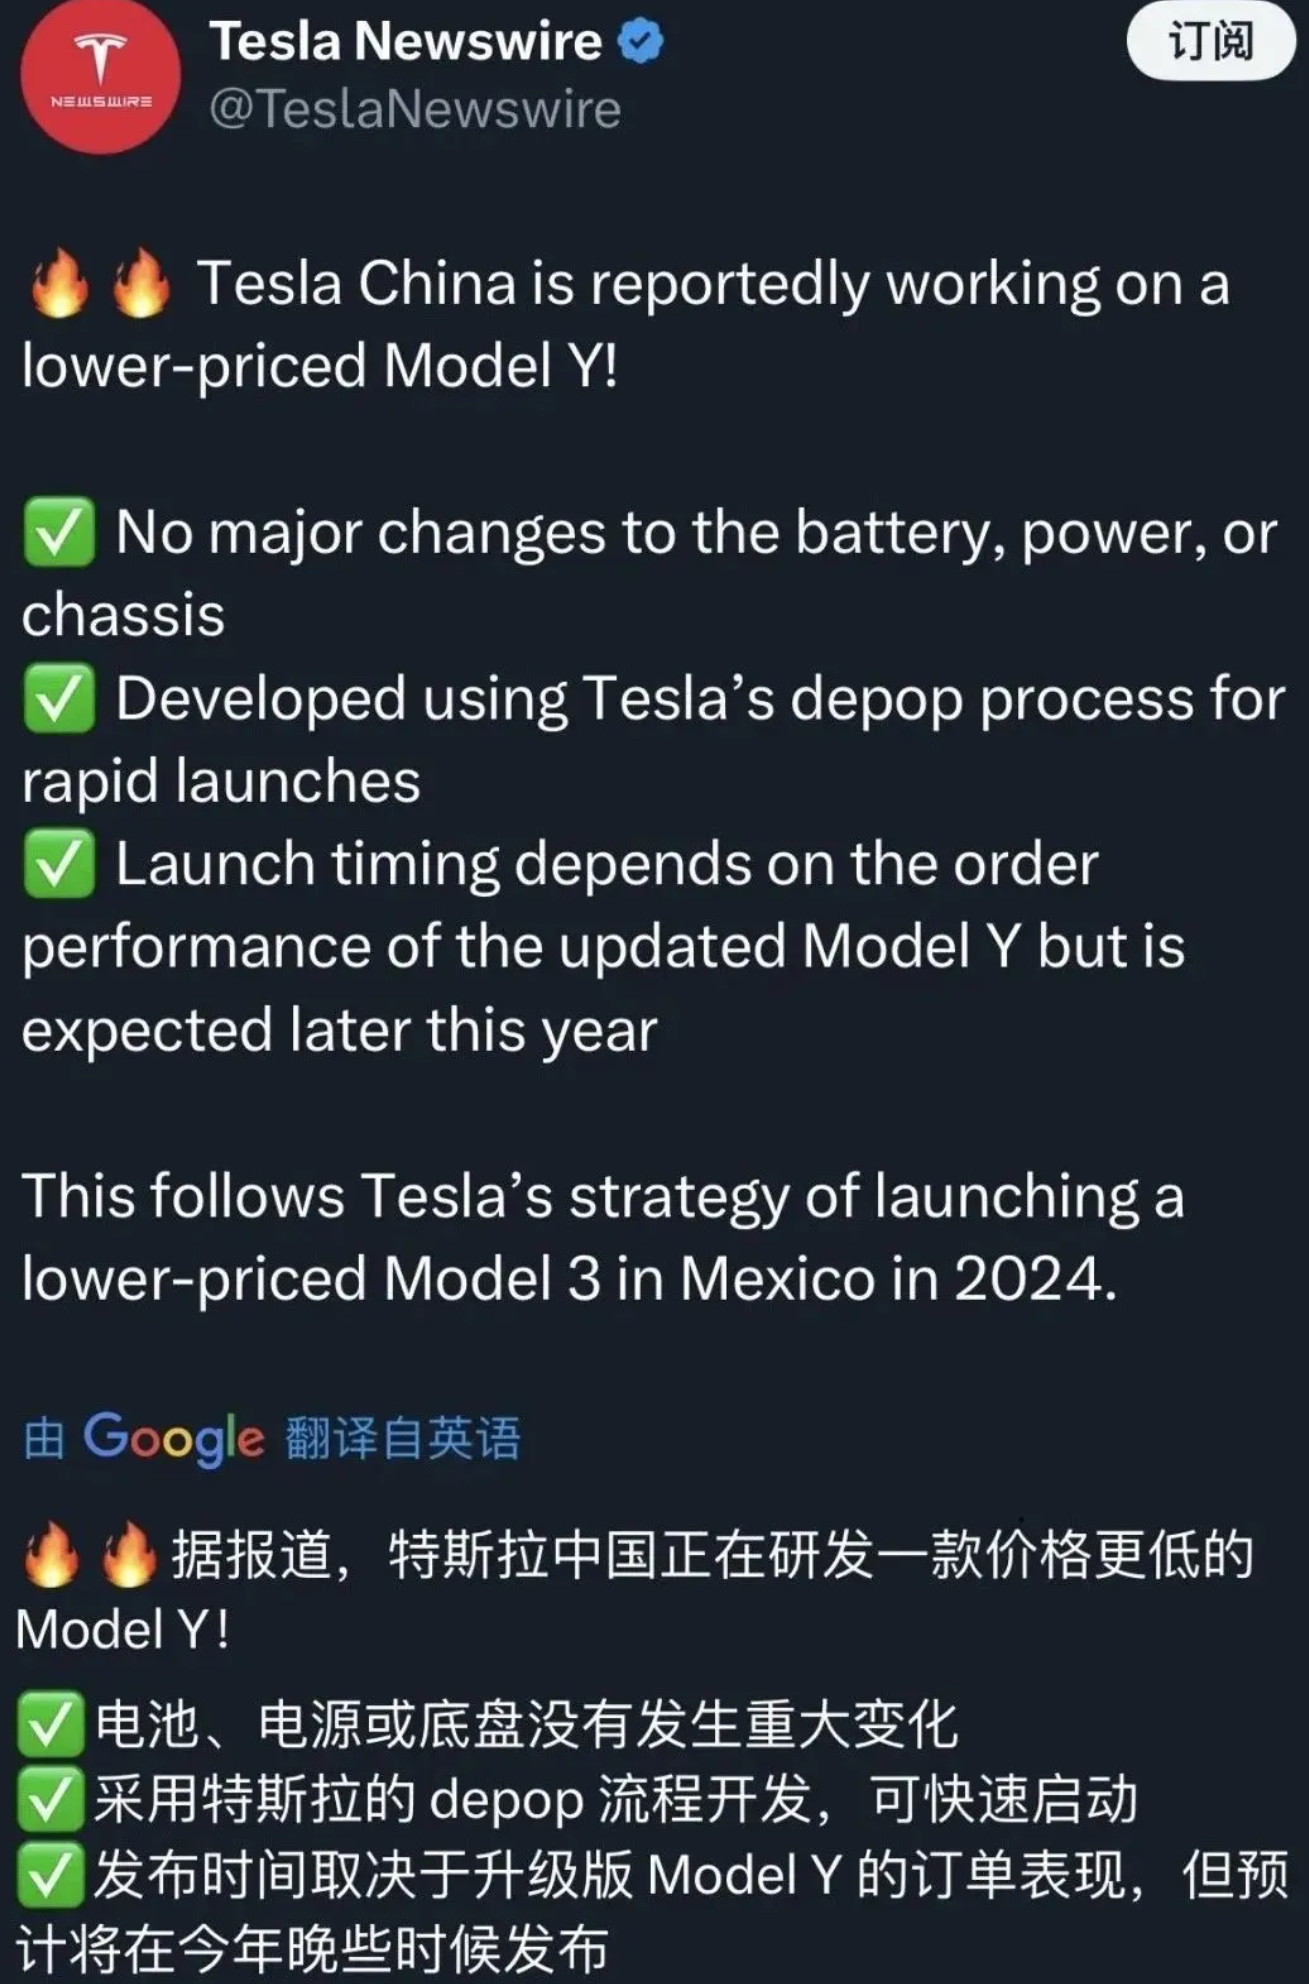 Tesla Newswire
订阅
NEWSWIRE
@TeslaNewswire
🔥🔥 Tesla China is reportedly working on a
lower-priced Model Y!
✅ No major changes to the battery, power, or
chassis
✅ Developed using Tesla’s depop process for
rapid launches
✅ Launch timing depends on the order
performance of the updated Model Y but is
expected later this year
This follows Tesla’s strategy of launching a
lower-priced Model 3 in Mexico in 2024.
由 Google 翻译自英语
🔥🔥据报道，特斯拉中国正在研发一款价格更低的
Model Y!
✅电池、电源或底盘没有发生重大变化
✅采用特斯拉的 depop 流程开发，可快速启动
✅发布时间取决于升级版 Model Y 的订单表现，但预
计将在今年晚些时候发布